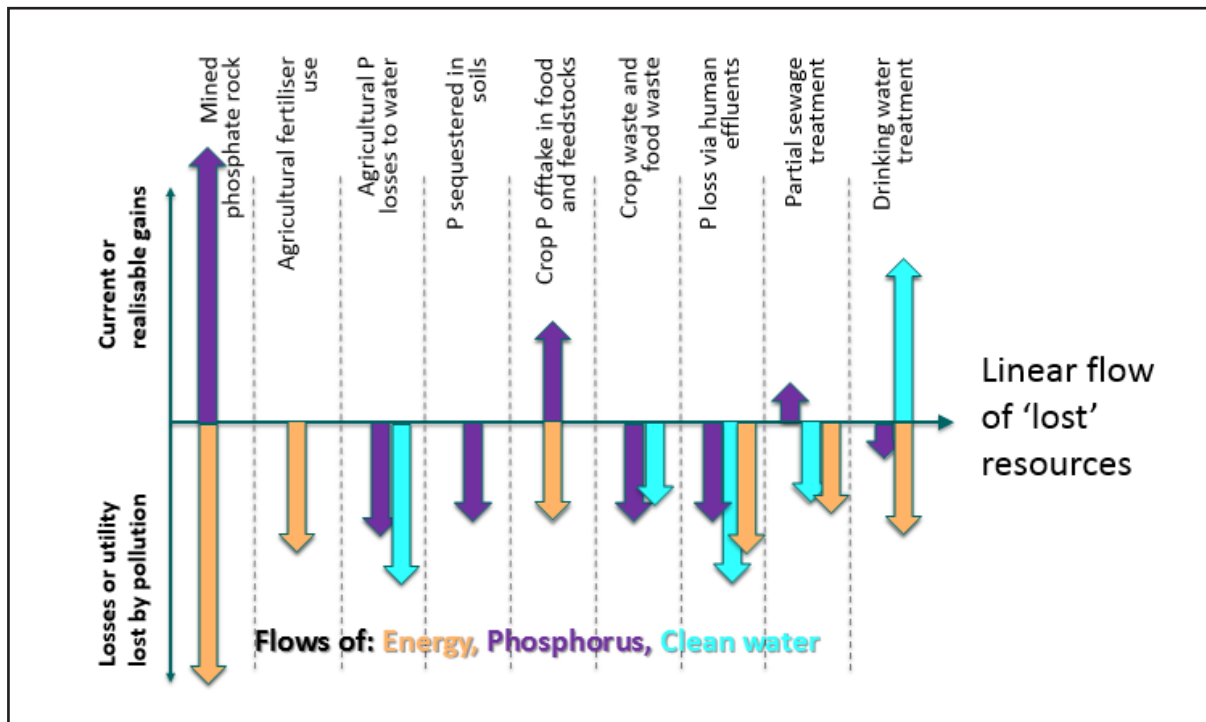 Mined
phosphate rock
Agricultural fertiliser
use
Agricultural P
losses to water
P sequestered in
soils
Crop P offtake in food
and feedstocks
Crop waste and
food waste
P loss via human
effluents
Partial sewage
treatment
Drinking water
treatment
Current or
realisable gains
Losses or utility
lost by pollution
Linear flow
of ‘lost’
resources
Flows of: Energy, Phosphorus, Clean water